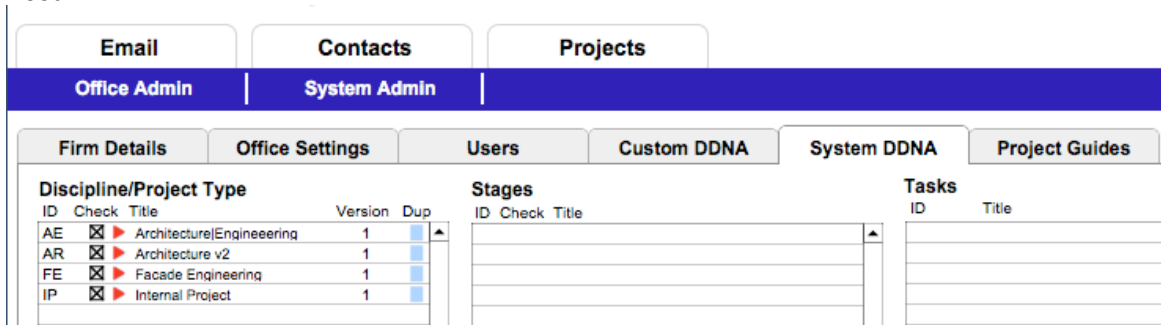 Email Contacts Projects
Office Admin System Admin
Firm Details Office Settings Users Custom DDNA System DDNA Project Guides
Discipline/Project Type Stages Tasks
ID Check Title Version Dup ID Check Title ID Title
AE Architecture|Engineeering 1
AR Architecture v2 1
FE Facade Engineering 1
IP Internal Project 1